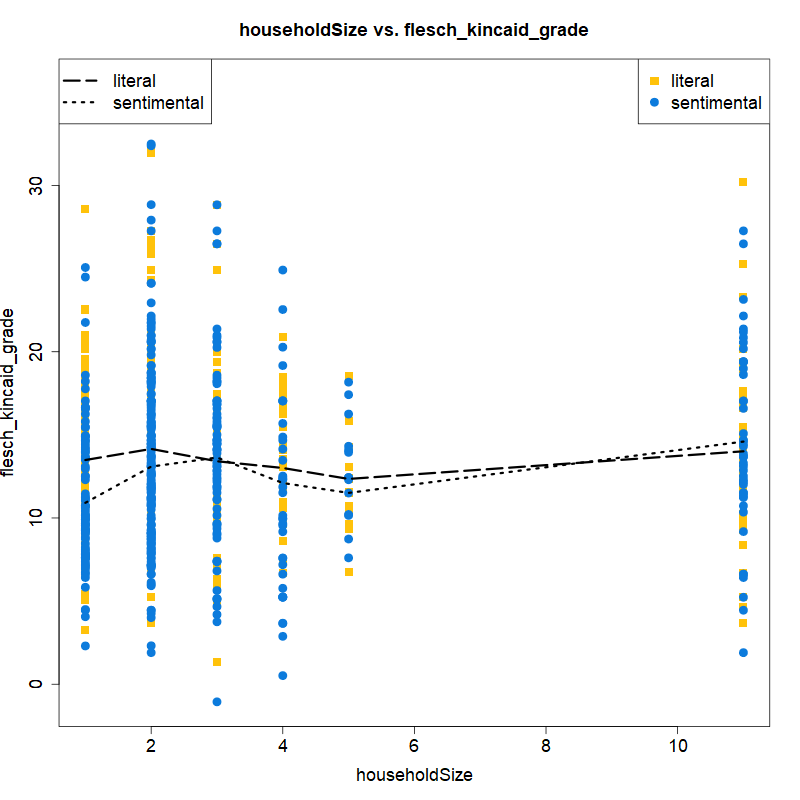 householdSize vs. flesch_kincaid_grade
literal
sentimental
literal
sentimental
flesch_kincaid_grade
30
20
10
0
2 4 6 8 10
householdSize